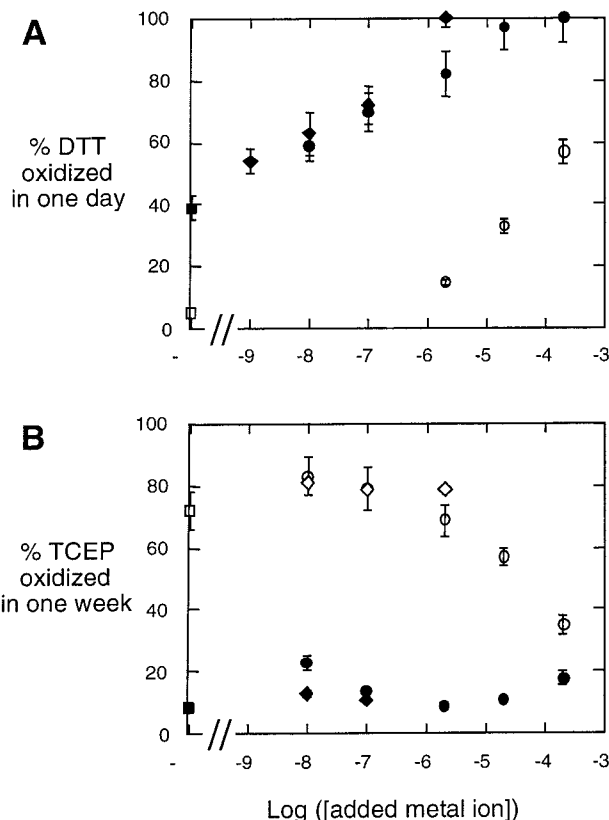 A
% DTT
oxidized
in one day
100
80
60
40
20
0
- -9 -8 -7 -6 -5 -4 -3
B
% TCEP
oxidized
in one week
100
80
60
40
20
0
- -9 -8 -7 -6 -5 -4 -3
Log ([added metal ion])